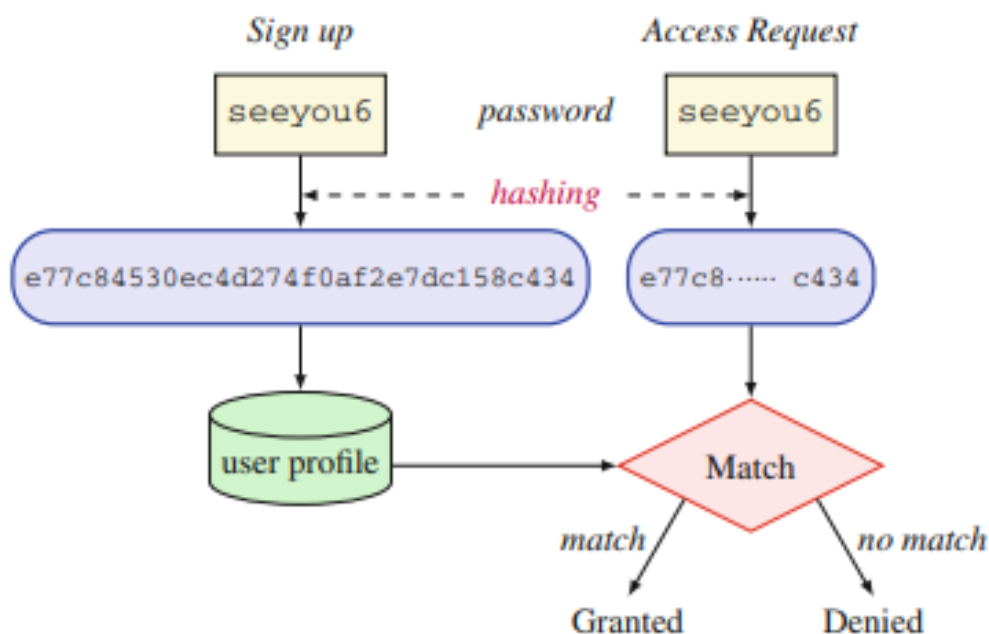 Sign up
Access Request
seeyou6
password
seeyou6
hashing
e77c84530ec4d274f0af2e7dc158c434
e77c8······ c434
user profile
Match
match
no match
Granted
Denied